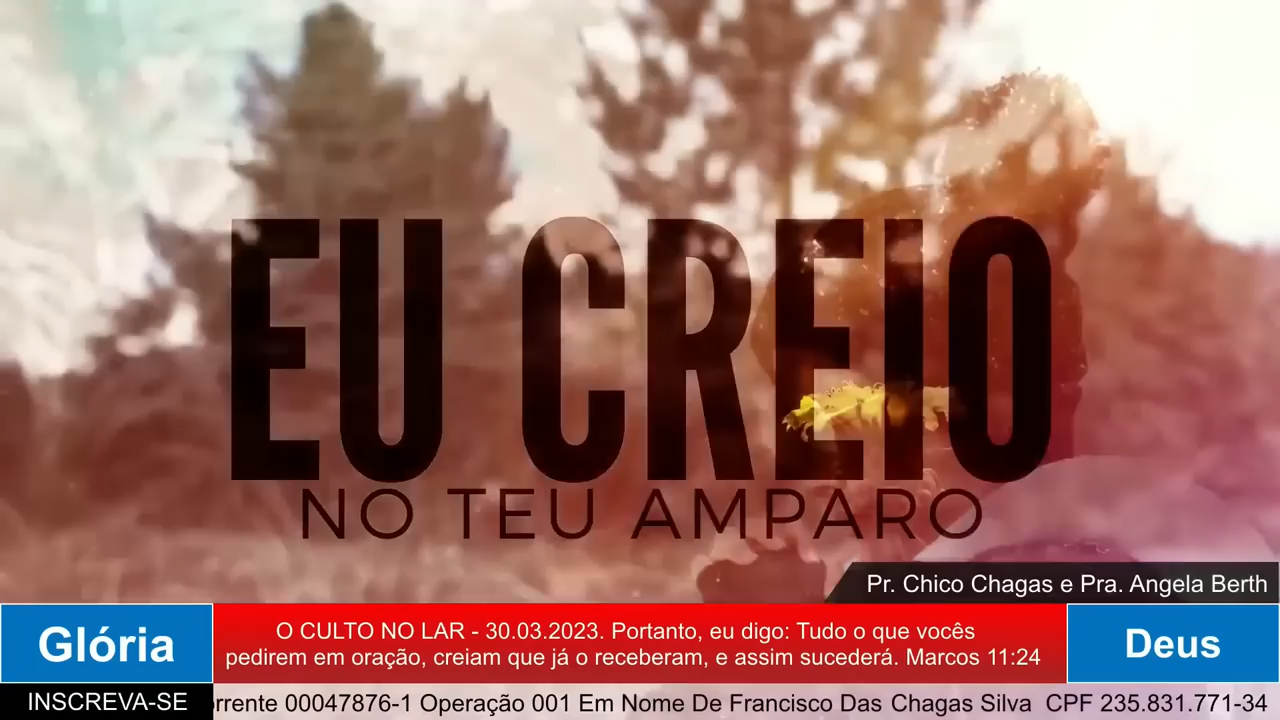 EU CREIO
NO TEU AMPARO
Pr. Chico Chagas e Pra. Angela Berth
Glória
O CULTO NO LAR - 30.03.2023. Portanto, eu digo: Tudo o que vocês
pedirem em oração, creiam que já o receberam, e assim sucederá. Marcos 11:24
Deus
INSCREVA-SE
orrente 00047876-1 Operação 001 Em Nome De Francisco Das Chagas Silva CPF 235.831.771-34